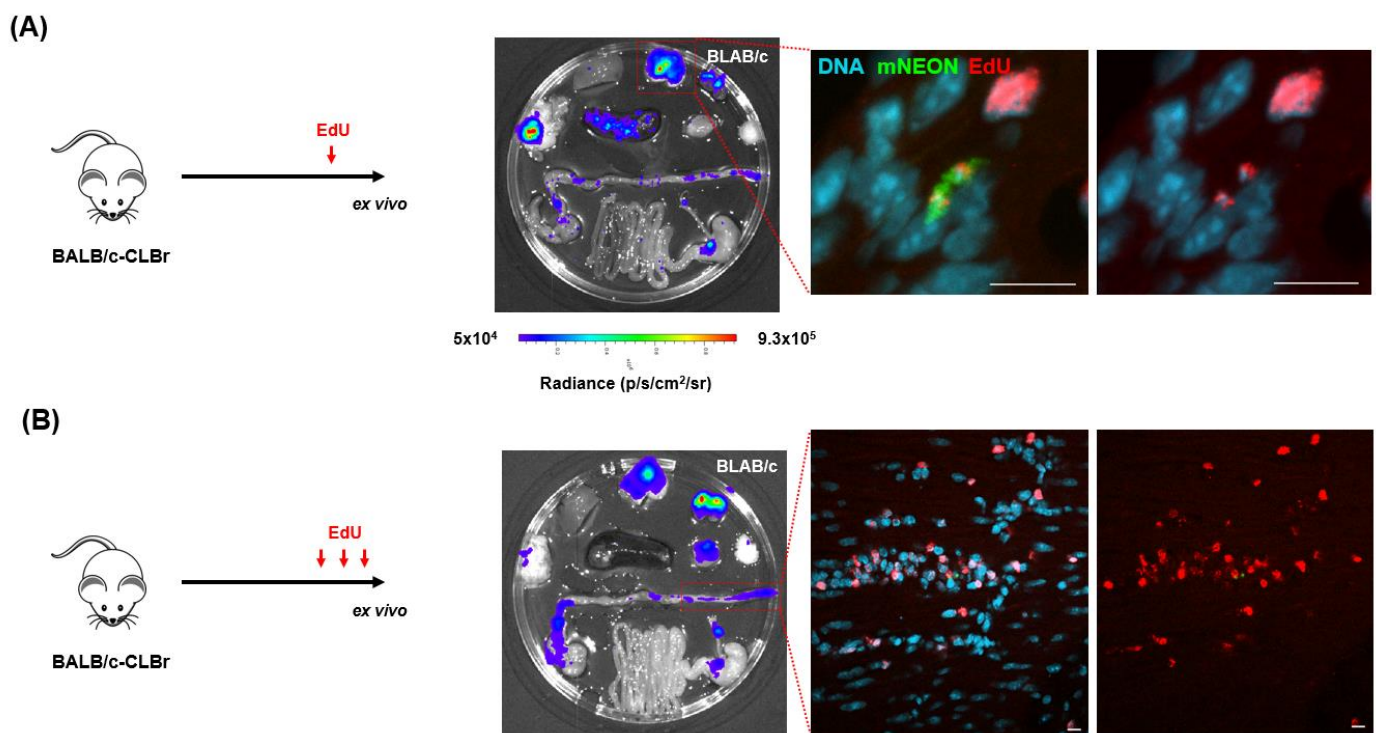 (A)
EdU
ex vivo
BALB/c-CLBr
BLAB/c
DNA mNEON EdU
5x10⁴
9.3x10⁵
Radiance (p/s/cm²/sr)
(B)
EdU
ex vivo
BALB/c-CLBr
BLAB/c